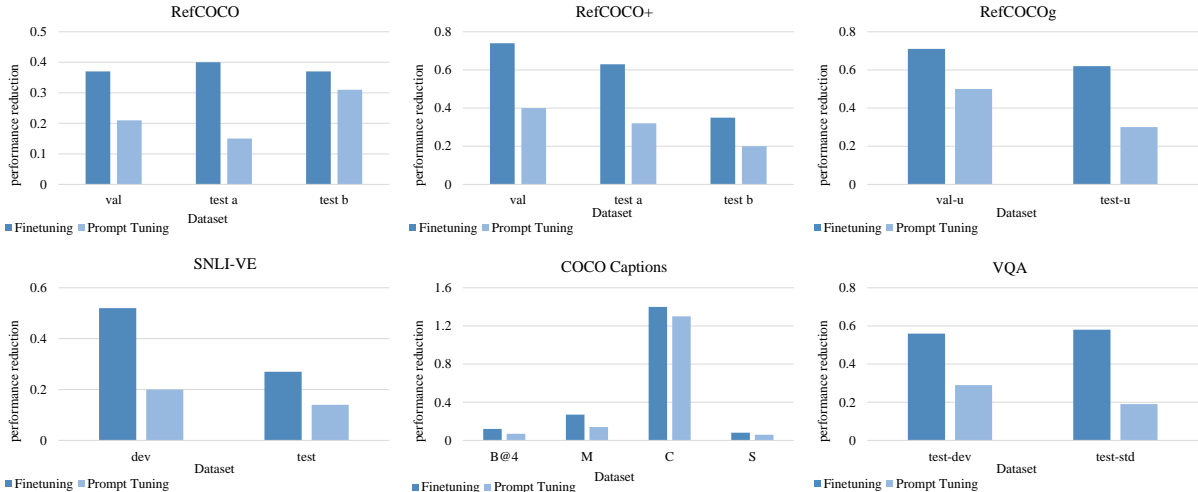 RefCOCO
performance reduction
0.5
0.4
0.3
0.2
0.1
0
val test a test b
Dataset
Finetuning Prompt Tuning
RefCOCO+
performance reduction
0.8
0.6
0.4
0.2
0
val test a test b
Dataset
Finetuning Prompt Tuning
RefCOCOg
performance reduction
0.8
0.6
0.4
0.2
0
val-u test-u
Dataset
Finetuning Prompt Tuning
SNLI-VE
performance reduction
0.6
0.4
0.2
0
dev test
Dataset
Finetuning Prompt Tuning
COCO Captions
performance reduction
1.6
1.2
0.8
0.4
0
B@4 M C S
Dataset
Finetuning Prompt Tuning
VQA
performance reduction
0.8
0.6
0.4
0.2
0
test-dev test-std
Dataset
Finetuning Prompt Tuning